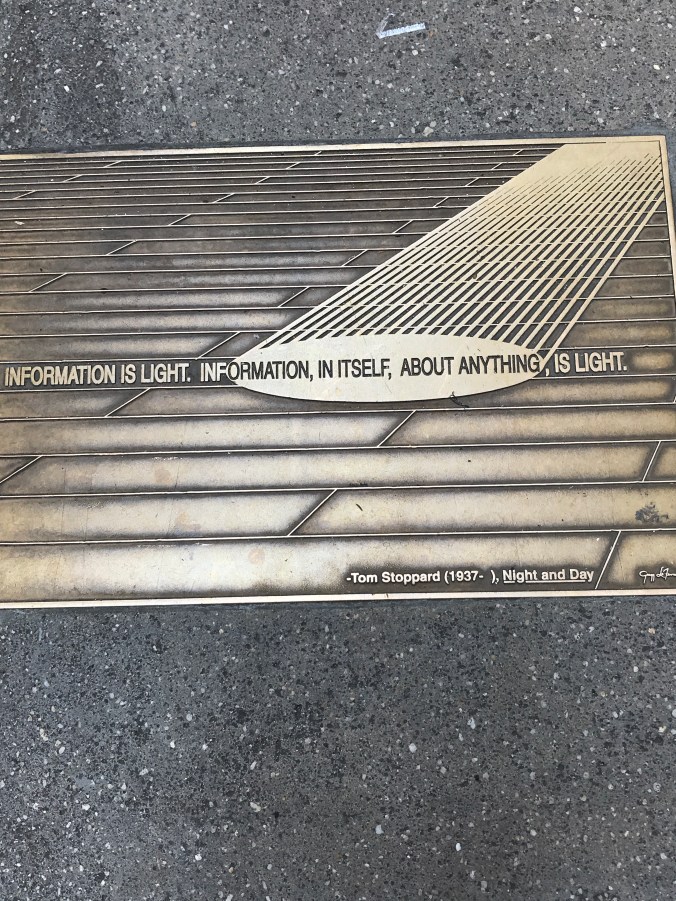 INFORMATION IS LIGHT. INFORMATION, IN ITSELF, ABOUT ANYTHING, IS LIGHT.
-Tom Stoppard (1937- ), Night and Day